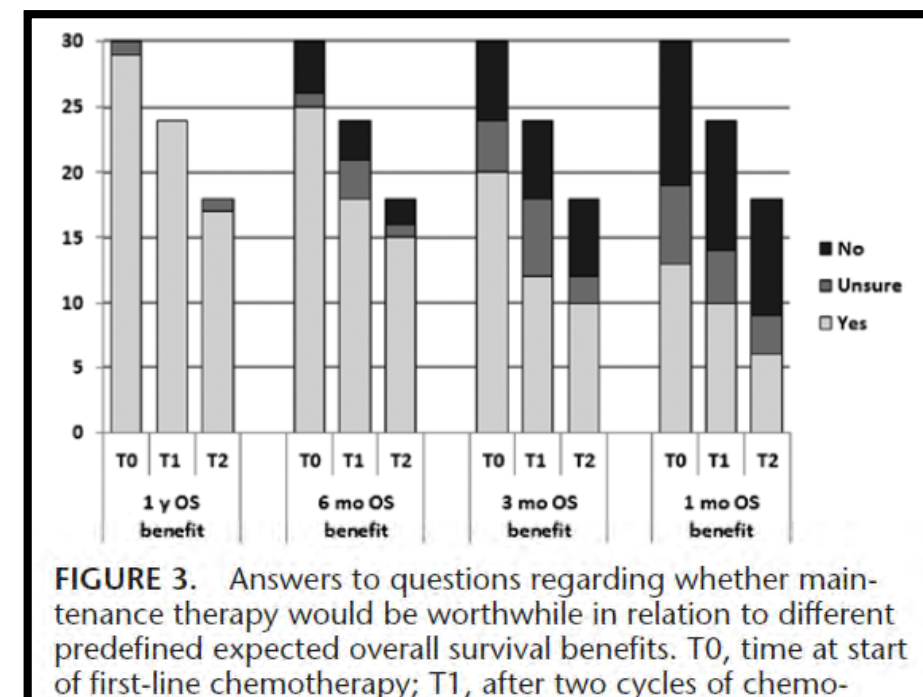 30
25
20
15
10
5
0
No
Unsure
Yes
T0 T1 T2 T0 T1 T2 T0 T1 T2 T0 T1 T2
1 y OS 6 mo OS 3 mo OS 1 mo OS
benefit benefit benefit benefit
FIGURE 3. Answers to questions regarding whether main-
tenance therapy would be worthwhile in relation to different
predefined expected overall survival benefits. T0, time at start
of first-line chemotherapy; T1, after two cycles of chemo-